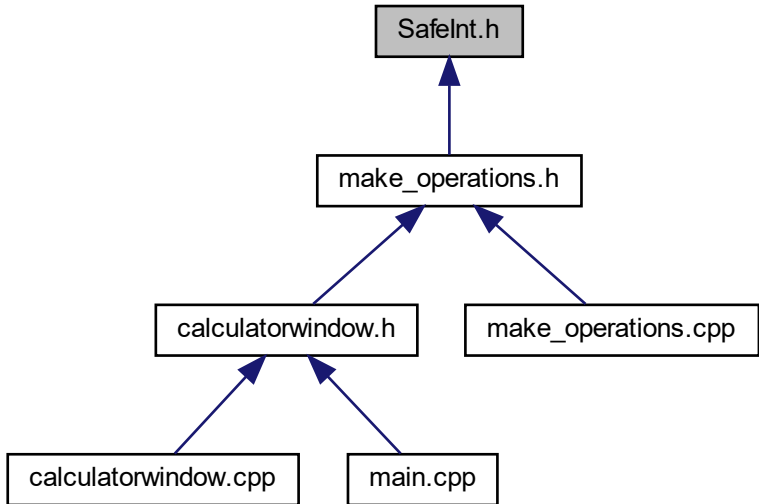 SafeInt.h
make_operations.h
calculatorwindow.h
make_operations.cpp
calculatorwindow.cpp
main.cpp